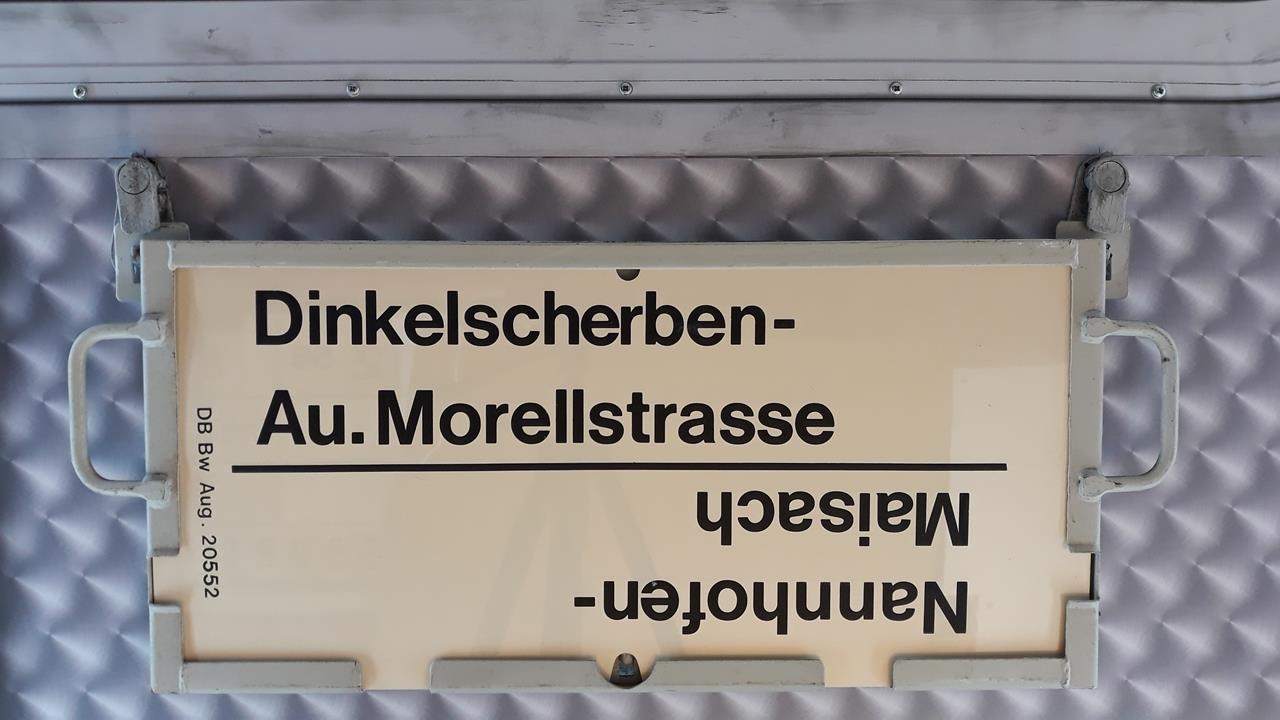 Dinkelscherben-
Au. Morellstrasse
Nannhofen-
Maisach
DB Bw Aug. 20552